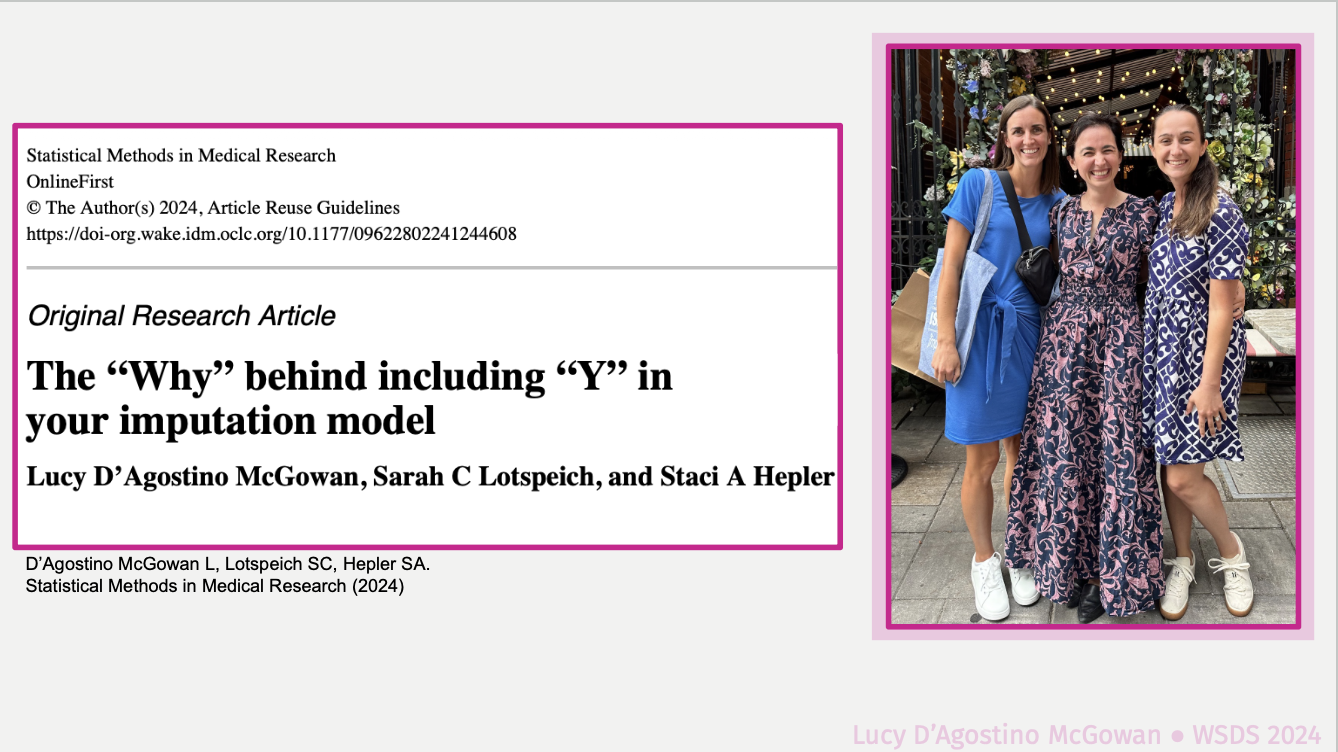 Statistical Methods in Medical Research
OnlineFirst
© The Author(s) 2024, Article Reuse Guidelines
https://doi-org.wake.idm.oclc.org/10.1177/09622802241244608
Original Research Article
The “Why” behind including “Y” in
your imputation model
Lucy D’Agostino McGowan, Sarah C Lotspeich, and Staci A Hepler
D’Agostino McGowan L, Lotspeich SC, Hepler SA.
Statistical Methods in Medical Research (2024)
Lucy D’Agostino McGowan ● WSDS 2024